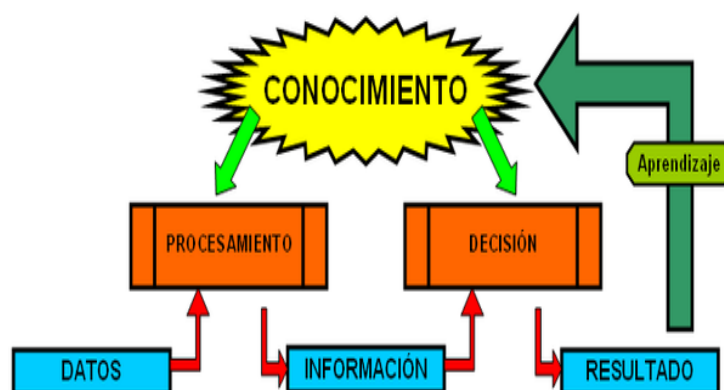 CONOCIMIENTO
Aprendizaje
PROCESAMIENTO
DECISIÓN
DATOS
INFORMACIÓN
RESULTADO